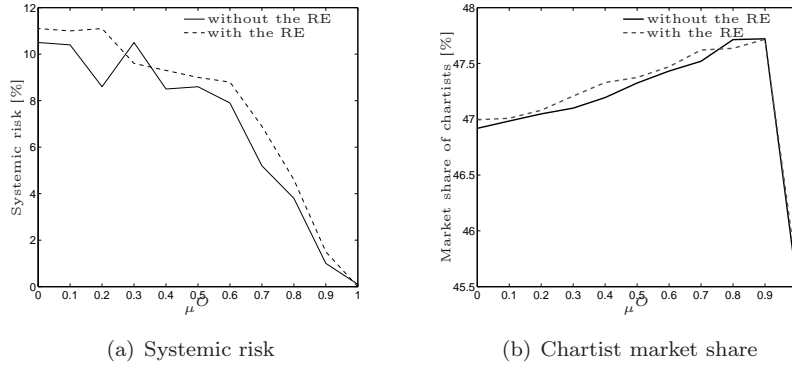 12
10
8
6
4
2
0
Systemic risk [%]
without the RE
with the RE
0 0.1 0.2 0.3 0.4 0.5 0.6 0.7 0.8 0.9 1
μO
(a) Systemic risk
48
47.5
47
46.5
46
45.5
Market share of chartists [%]
without the RE
with the RE
0 0.1 0.2 0.3 0.4 0.5 0.6 0.7 0.8 0.9
μO
(b) Chartist market share